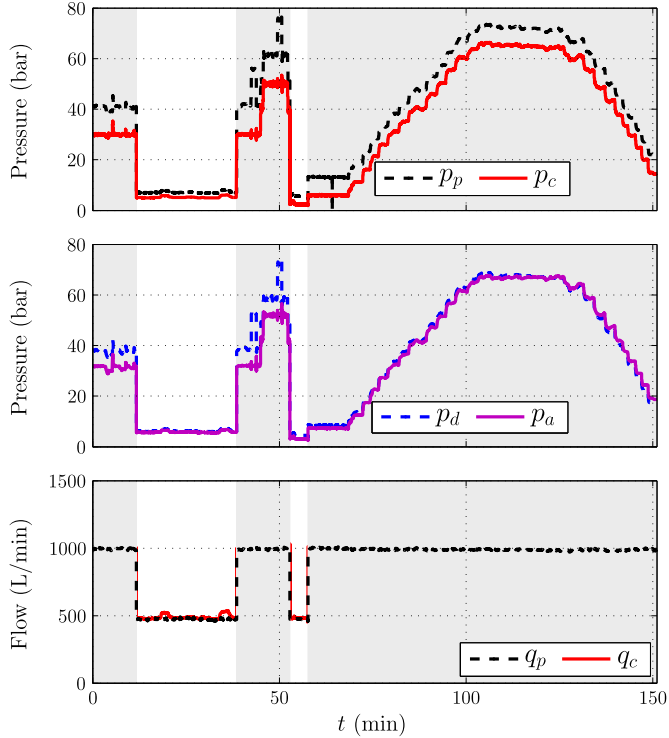 80
60
40
20
0
Pressure (bar)
p_p p_c
80
60
40
20
0
Pressure (bar)
p_d p_a
1500
1000
500
0
Flow (L/min)
q_p q_c
0 50 100 150
t (min)